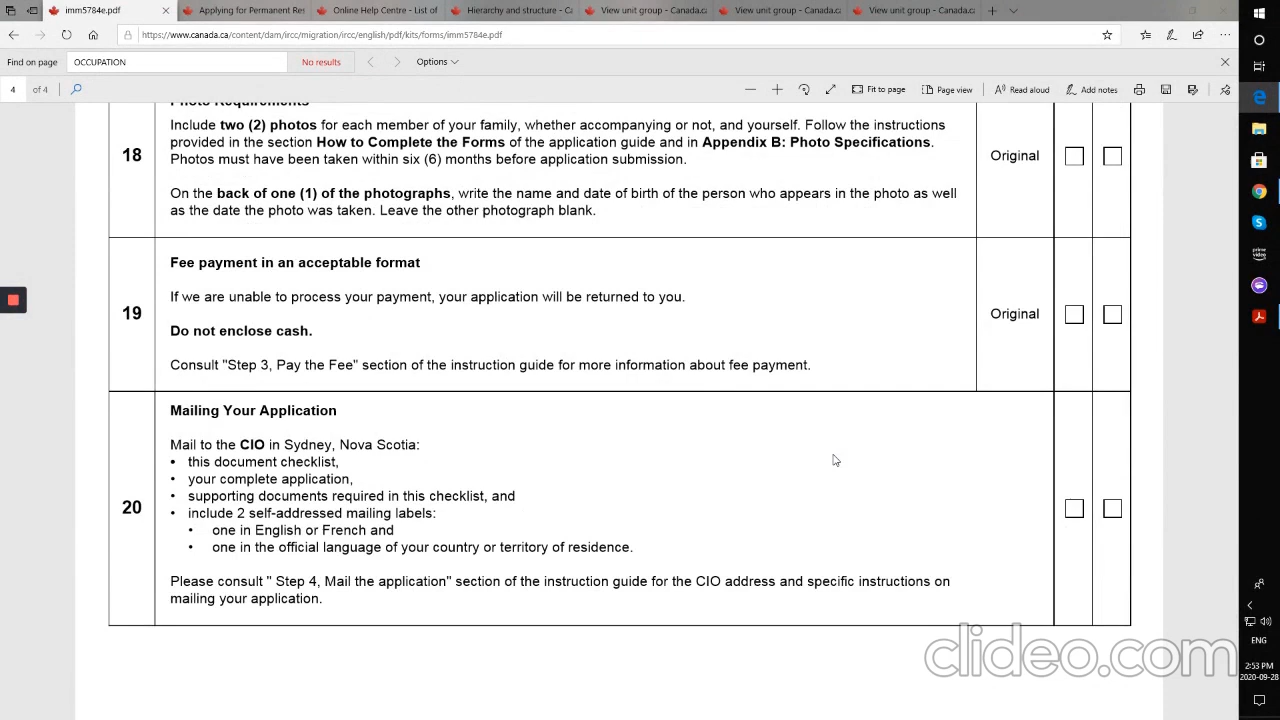 imm5784e.pdf
Applying for Permanent Res
Online Help Centre - List of
Hierarchy and structure - Ca
View unit group - Canada.ca
View unit group - Canada.ca
View unit group - Canada.ca
https://www.canada.ca/content/dam/ircc/migration/ircc/english/pdf/kits/forms/imm5784e.pdf
Find on page OCCUPATION No results Options
4 of 4 Fit to page Page view Read aloud Add notes
Photo Requirements
Include two (2) photos for each member of your family, whether accompanying or not, and yourself. Follow the instructions
provided in the section How to Complete the Forms of the application guide and in Appendix B: Photo Specifications.
18 Original
Photos must have been taken within six (6) months before application submission.
On the back of one (1) of the photographs, write the name and date of birth of the person who appears in the photo as well
as the date the photo was taken. Leave the other photograph blank.
Fee payment in an acceptable format
If we are unable to process your payment, your application will be returned to you.
19 Original
Do not enclose cash.
Consult "Step 3, Pay the Fee" section of the instruction guide for more information about fee payment.
Mailing Your Application
Mail to the CIO in Sydney, Nova Scotia:
• this document checklist,
• your complete application,
• supporting documents required in this checklist, and
20
• include 2 self-addressed mailing labels:
• one in English or French and
• one in the official language of your country or territory of residence.
Please consult " Step 4, Mail the application" section of the instruction guide for the CIO address and specific instructions on
mailing your application.
clideo.com
prime video
ENG
2:53 PM
2020-09-28